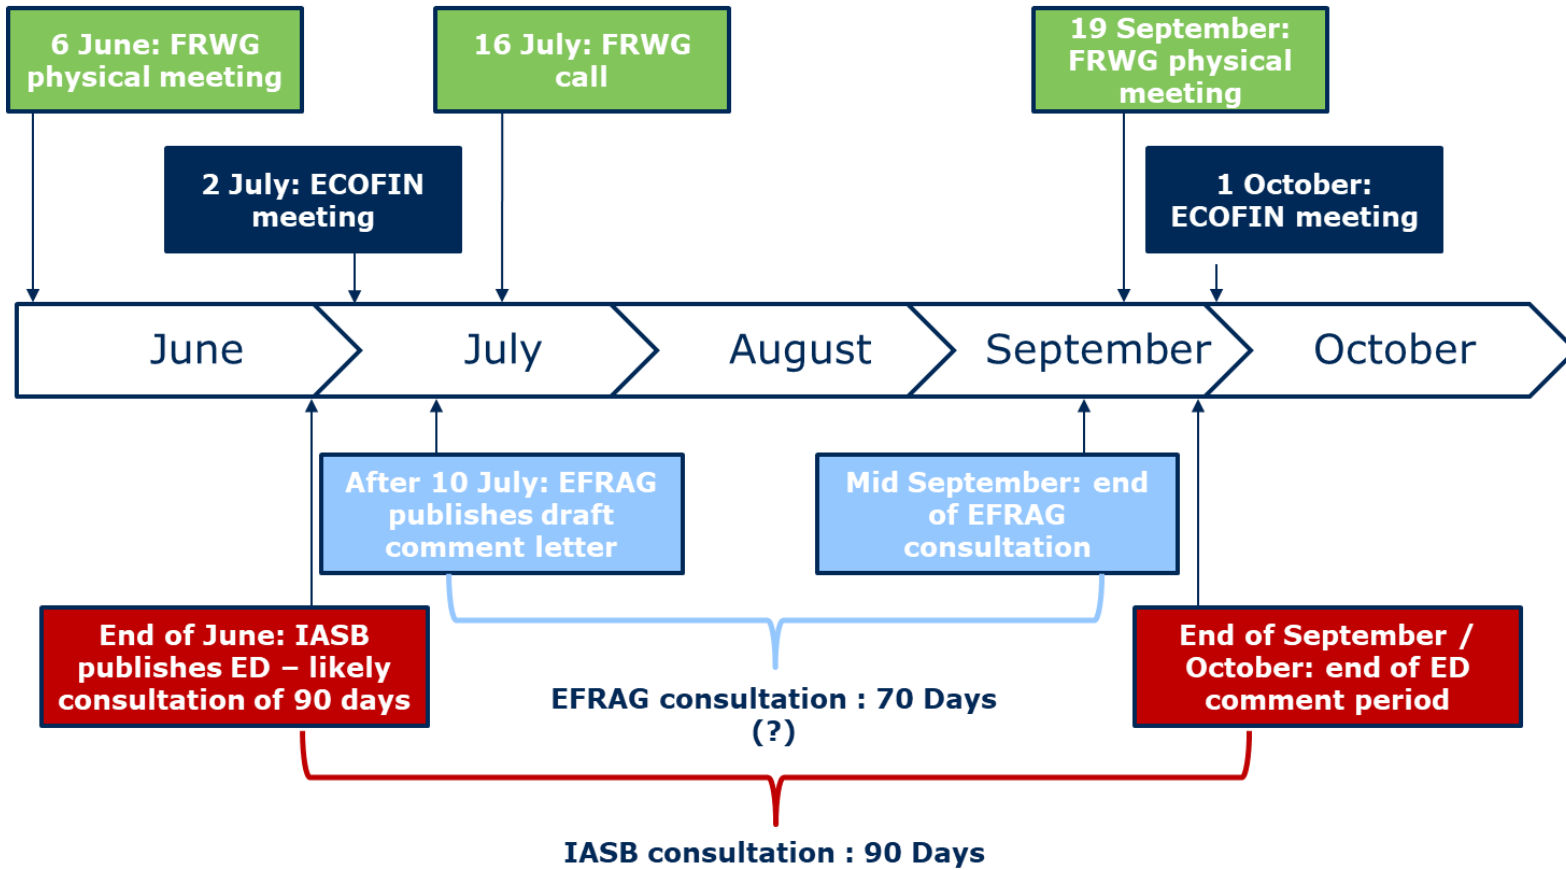 6 June: FRWG
physical meeting
16 July: FRWG
call
19 September:
FRWG physical
meeting
2 July: ECOFIN
meeting
1 October:
ECOFIN meeting
June
July
August
September
October
After 10 July: EFRAG
publishes draft
comment letter
Mid September: end
of EFRAG
consultation
End of June: IASB
publishes ED – likely
consultation of 90 days
End of September /
October: end of ED
comment period
EFRAG consultation : 70 Days
(?)
IASB consultation : 90 Days